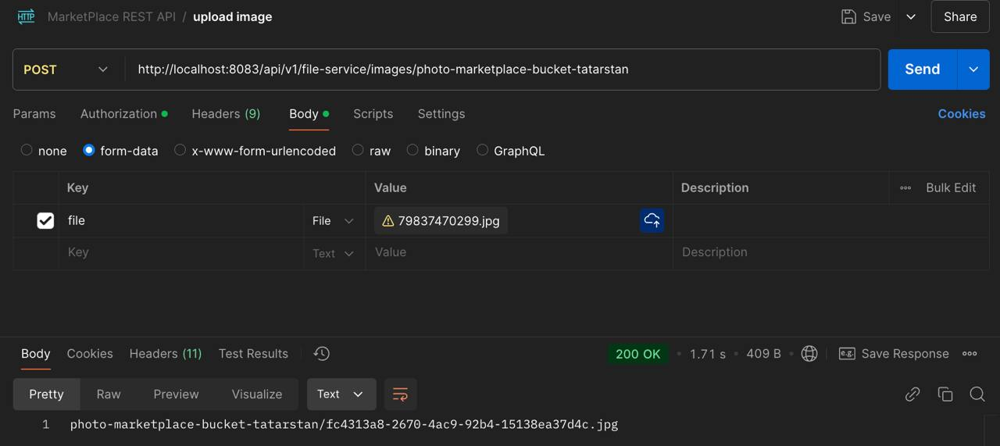 HTTP MarketPlace REST API / upload image Save Share
POST http://localhost:8083/api/v1/file-service/images/photo-marketplace-bucket-tatarstan Send
Params Authorization Headers (9) Body Scripts Settings Cookies
none form-data x-www-form-urlencoded raw binary GraphQL
Key Value Description Bulk Edit
file File 79837470299.jpg
Key Text Value Description
Body Cookies Headers (11) Test Results 200 OK 1.71 s 409 B e.g. Save Response
Pretty Raw Preview Visualize Text
1 photo-marketplace-bucket-tatarstan/fc4313a8-2670-4ac9-92b4-15138ea37d4c.jpg